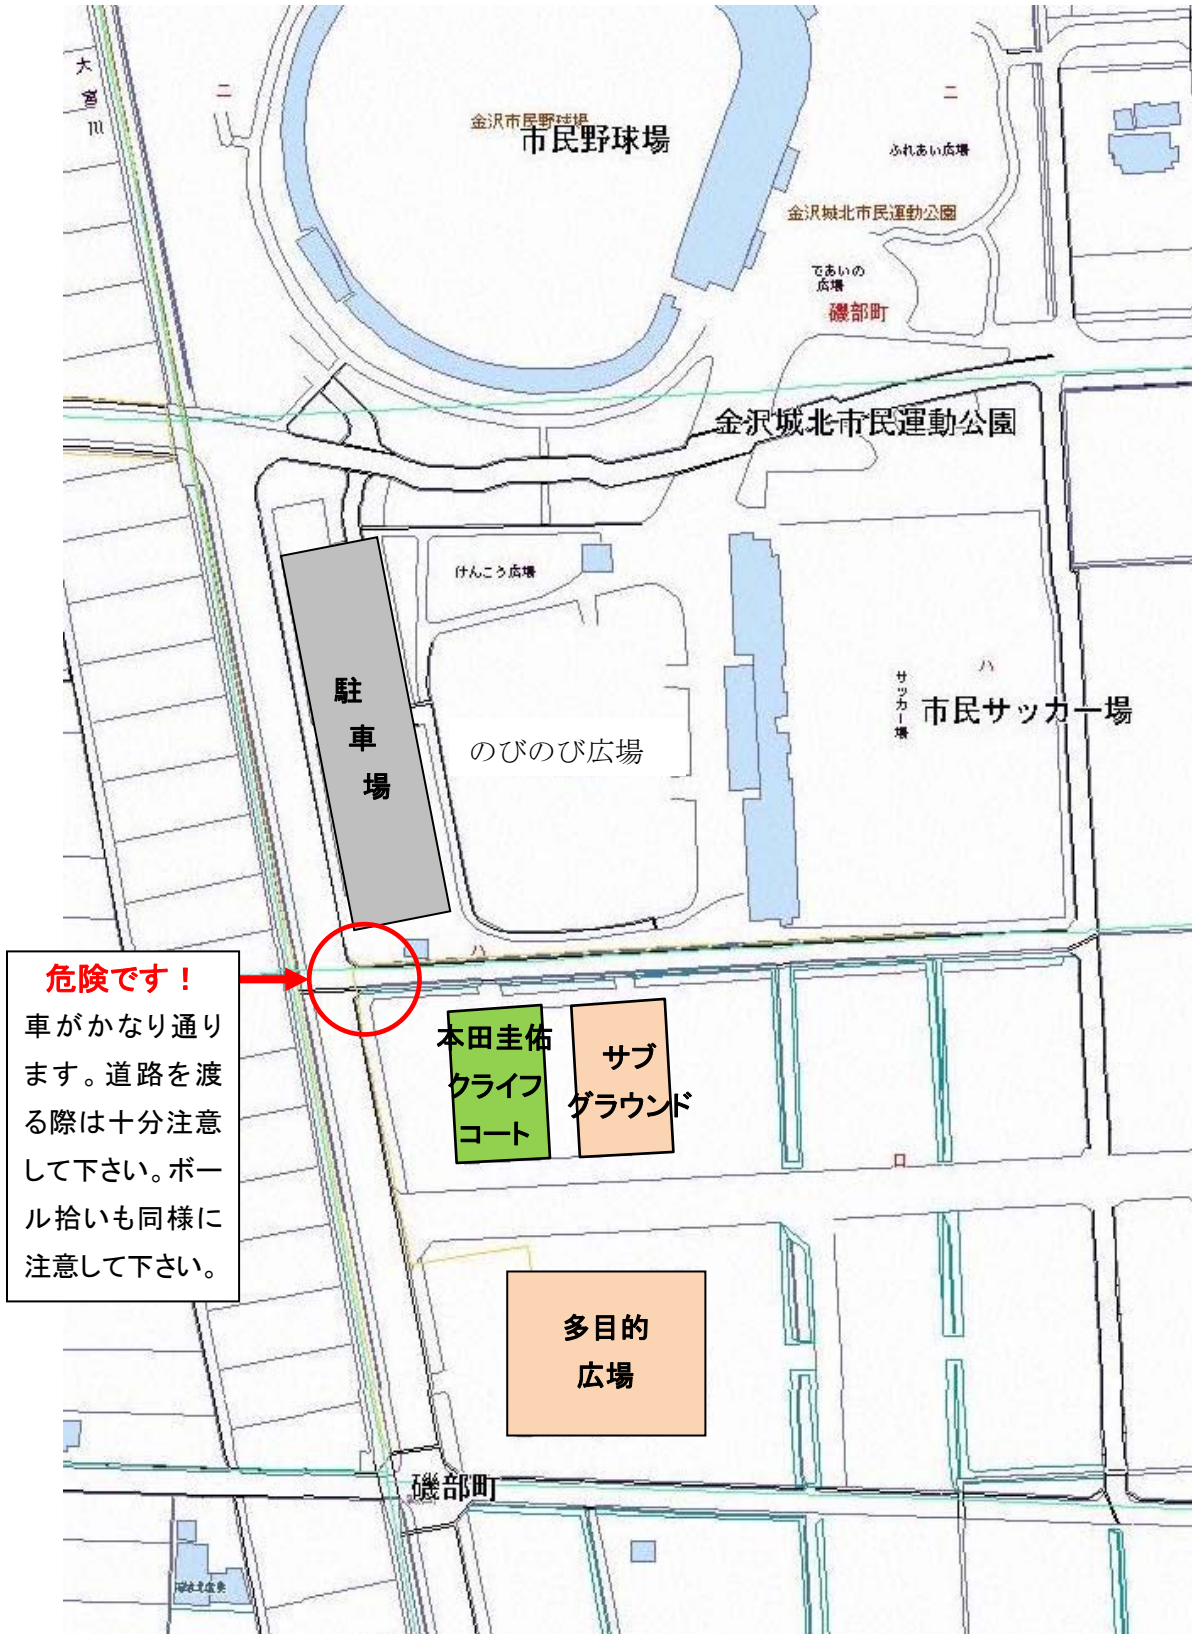 大
宮
川
二
金沢市民野球場
市民野球場
二
ふれあい広場
金沢城北市民運動公園
であいの
広場
磯部町
金沢城北市民運動公園
けんこう広場
駐
車
場
のびのび広場
ハ
サッカー場
市民サッカー場
ハ
危険です！
車がかなり通り
ます。道路を渡
る際は十分注意
して下さい。ボー
ル拾いも同様に
注意して下さい。
本田圭佑
クライフ
コート
サブ
グラウンド
ロ
多目的
広場
磯部町